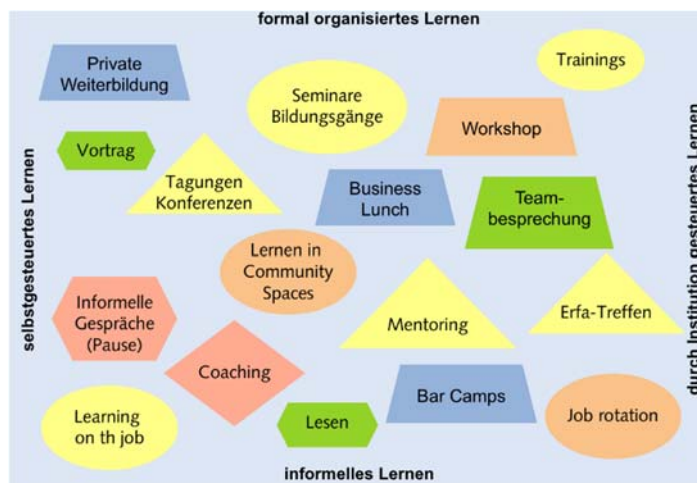 formal organisiertes Lernen
Private
Weiterbildung
Trainings
Seminare
Bildungsgänge
Workshop
Vortrag
Tagungen
Konferenzen
Business
Lunch
Team-
besprechung
selbstgesteuertes Lernen
durch Institution gesteuertes Lernen
Lernen in
Community
Spaces
Informelle
Gespräche
(Pause)
Mentoring
Erfa-Treffen
Coaching
Bar Camps
Learning
on th job
Lesen
Job rotation
informelles Lernen